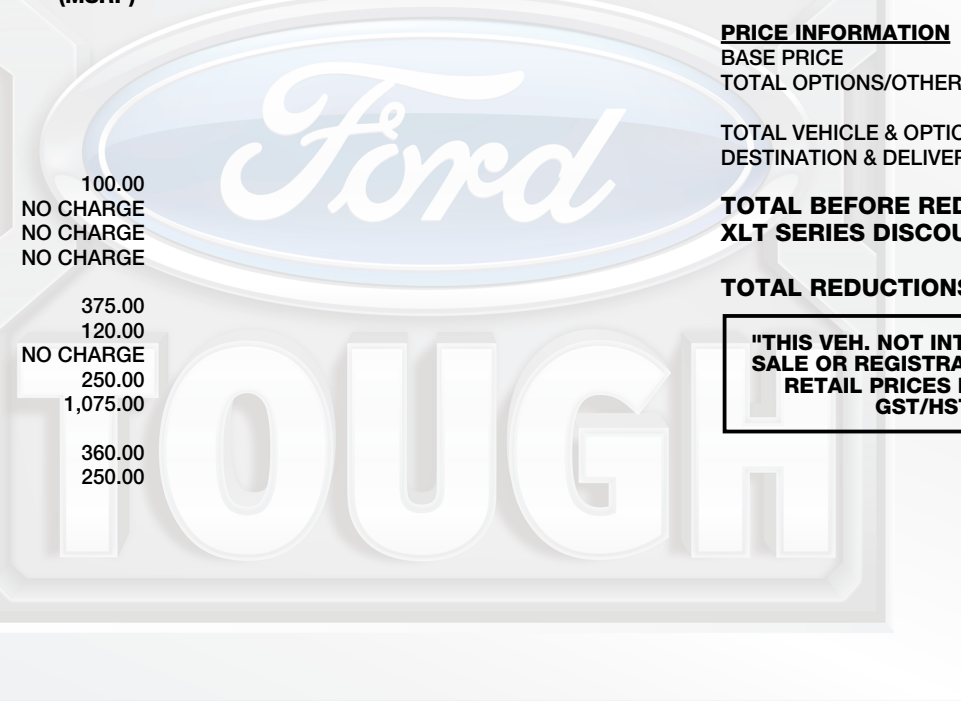 (MSRP)
100.00
NO CHARGE
NO CHARGE
NO CHARGE
375.00
120.00
NO CHARGE
250.00
1,075.00
360.00
250.00
Ford
TOUGH
PRICE INFORMATION
BASE PRICE
TOTAL OPTIONS/OTHER
TOTAL VEHICLE & OPTIO
DESTINATION & DELIVER
TOTAL BEFORE RED
XLT SERIES DISCOU
TOTAL REDUCTIONS
"THIS VEH. NOT INT
SALE OR REGISTRA
RETAIL PRICES
GST/HST